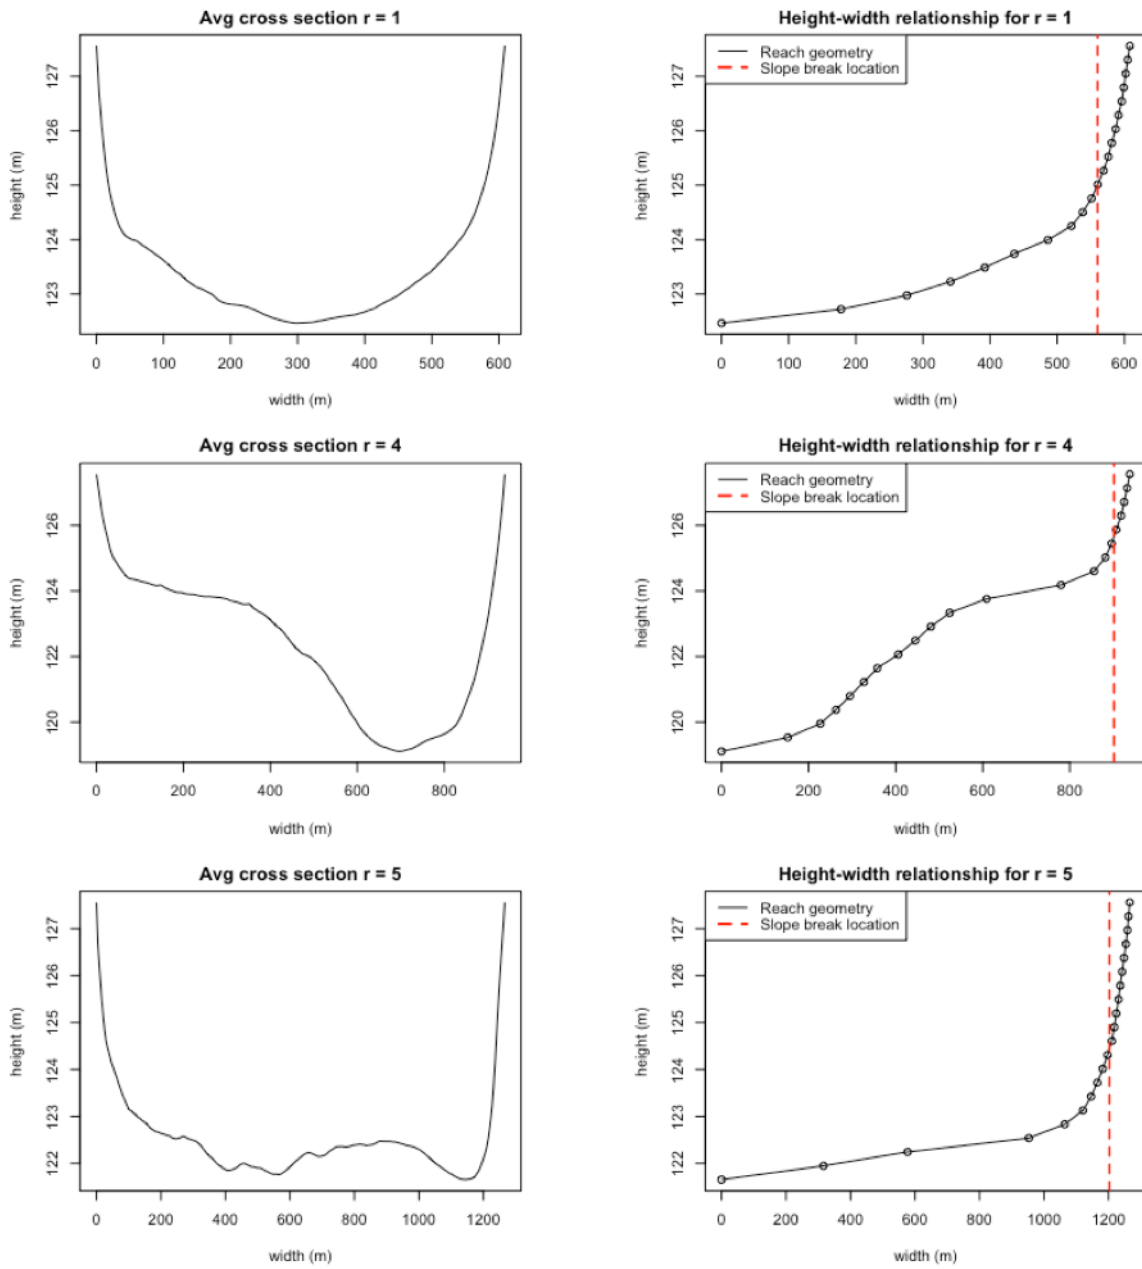 Avg cross section r = 1
height (m)
127
126
125
124
123
0 100 200 300 400 500 600
width (m)
Height-width relationship for r = 1
Reach geometry
Slope break location
height (m)
127
126
125
124
123
0 100 200 300 400 500 600
width (m)
Avg cross section r = 4
height (m)
126
124
122
120
0 200 400 600 800
width (m)
Height-width relationship for r = 4
Reach geometry
Slope break location
height (m)
126
124
122
120
0 200 400 600 800
width (m)
Avg cross section r = 5
height (m)
127
126
125
124
123
122
0 200 400 600 800 1000 1200
width (m)
Height-width relationship for r = 5
Reach geometry
Slope break location
height (m)
127
126
125
124
123
122
0 200 400 600 800 1000 1200
width (m)